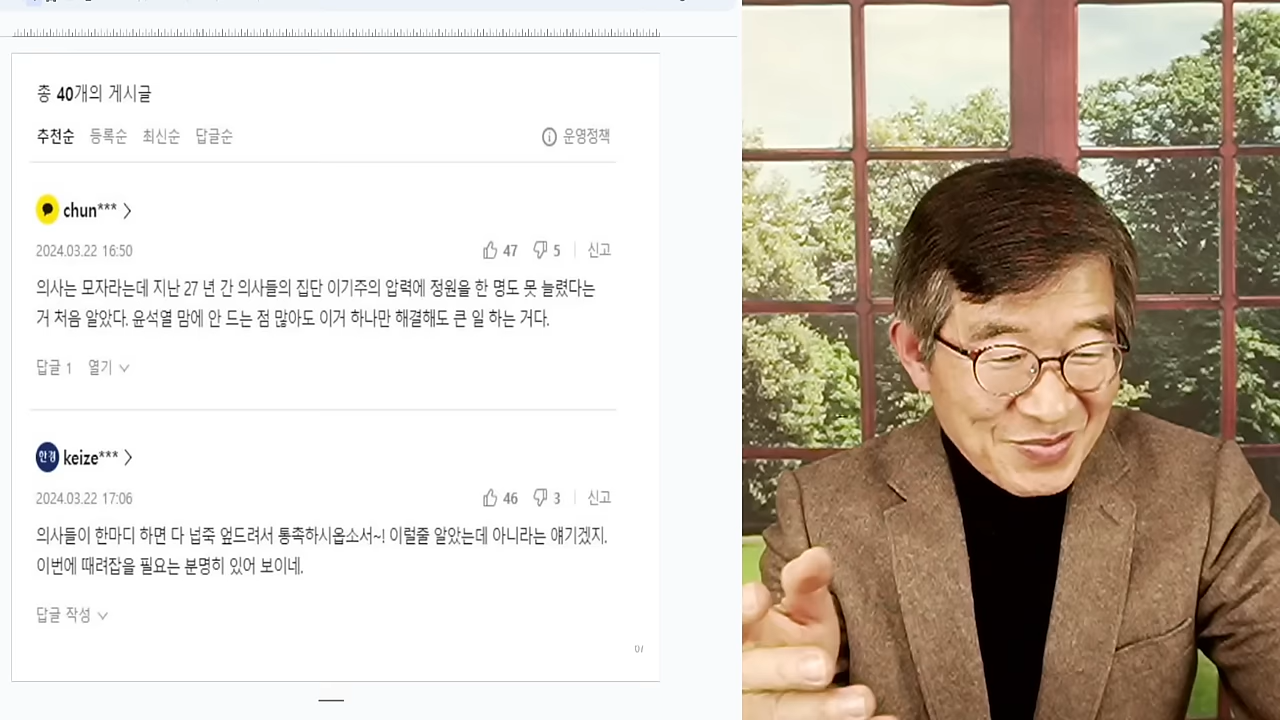 총 40개의 게시글
추천순 등록순 최신순 답글순 운영정책
chun***
2024.03.22 16:50 47 5 신고
의사는 모자라는데 지난 27 년 간 의사들의 집단 이기주의 압력에 정원을 한 명도 못 늘렸다는
거 처음 알았다. 윤석열 맘에 안 드는 점 많아도 이거 하나만 해결해도 큰 일 하는 거다.
답글 1 열기
안경 keize***
2024.03.22 17:06 46 3 신고
의사들이 한마디 하면 다 넙죽 엎드려서 통촉하시옵소서~! 이럴줄 알았는데 아니라는 얘기겠지.
이번에 때려잡을 필요는 분명히 있어 보이네.
답글 작성